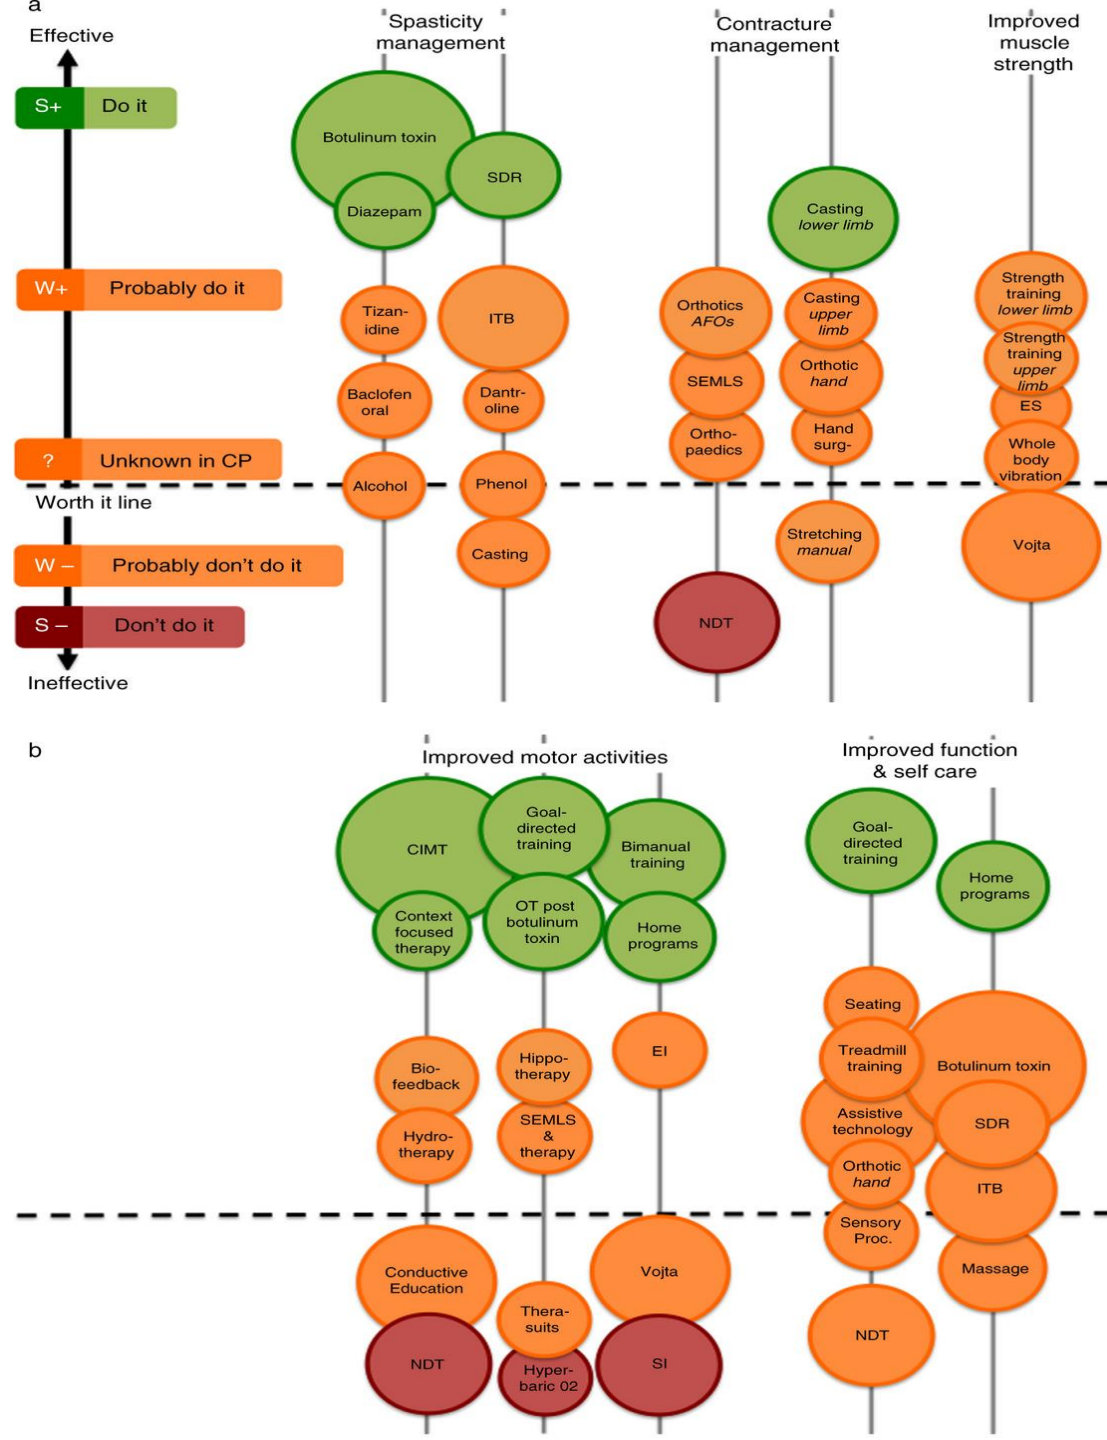 a
Effective
S+ Do it
W+ Probably do it
? Unknown in CP
Worth it line
W – Probably don't do it
S – Don't do it
Ineffective
Spasticity
management
Botulinum toxin
SDR
Diazepam
Tizan-
idine
ITB
Baclofen
oral
Dantr-
oline
Alcohol
Phenol
Casting
Contracture
management
Casting
lower limb
Orthotics
AFOs
Casting
upper
limb
SEMLS
Orthotic
hand
Ortho-
paedics
Hand
surg-
Stretching
manual
NDT
Improved
muscle
strength
Strength
training
lower limb
Strength
training
upper
limb
ES
Whole
body
vibration
Vojta
b
Improved motor activities
CIMT
Goal-
directed
training
Bimanual
training
Context
focused
therapy
OT post
botulinum
toxin
Home
programs
Bio-
feedback
Hippo-
therapy
EI
Hydro-
therapy
SEMLS
&
therapy
Conductive
Education
Thera-
suits
Vojta
NDT
Hyper-
baric 02
SI
Improved function
& self care
Goal-
directed
training
Home
programs
Seating
Treadmill
training
Botulinum toxin
Assistive
technology
SDR
Orthotic
hand
ITB
Sensory
Proc.
Massage
NDT